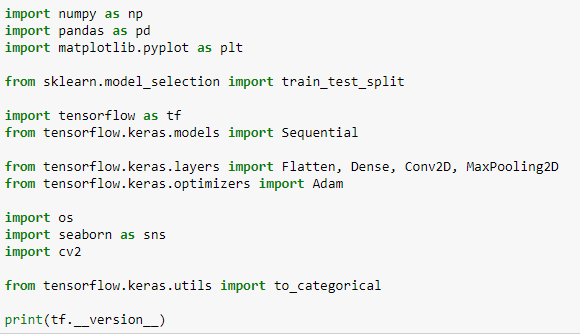 import numpy as np
import pandas as pd
import matplotlib.pyplot as plt
from sklearn.model_selection import train_test_split
import tensorflow as tf
from tensorflow.keras.models import Sequential
from tensorflow.keras.layers import Flatten, Dense, Conv2D, MaxPooling2D
from tensorflow.keras.optimizers import Adam
import os
import seaborn as sns
import cv2
from tensorflow.keras.utils import to_categorical
print(tf.__version__)